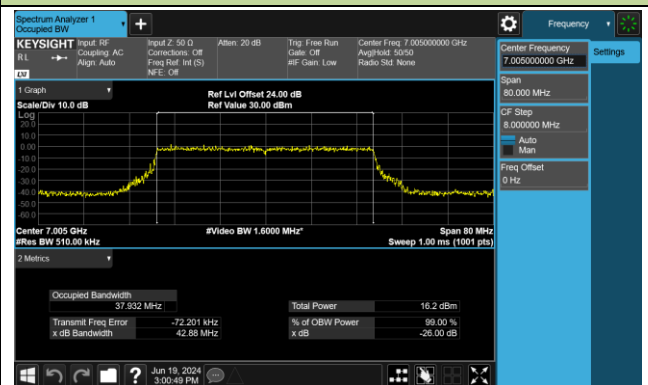 Spectrum Analyzer 1
Occupied BW
Frequency
KEYSIGHT
RL
LXI
Input: RF
Coupling: AC
Align: Auto
Input Z: 50 Ω
Corrections: Off
Freq Ref: Int (S)
NFE: Off
Atten: 20 dB
Trig: Free Run
Gate: Off
#IF Gain: Low
Center Freq: 7.005000000 GHz
Avg|Hold: 50/50
Radio Std: None
Center Frequency
7.005000000 GHz
Settings
Span
80.000 MHz
CF Step
8.000000 MHz
Auto
Man
Freq Offset
0 Hz
1 Graph
Scale/Div 10.0 dB
Ref Lvl Offset 24.00 dB
Ref Value 30.00 dBm
Log
20.0
10.0
0.00
-10.0
-20.0
-30.0
-40.0
-50.0
-60.0
Center 7.005 GHz
#Video BW 1.6000 MHz*
Span 80 MHz
#Res BW 510.00 kHz
Sweep 1.00 ms (1001 pts)
2 Metrics
Occupied Bandwidth
37.932 MHz
Total Power 16.2 dBm
Transmit Freq Error -72.201 kHz
% of OBW Power 99.00 %
x dB Bandwidth 42.88 MHz
x dB -26.00 dB
?
Jun 19, 2024
3:00:49 PM